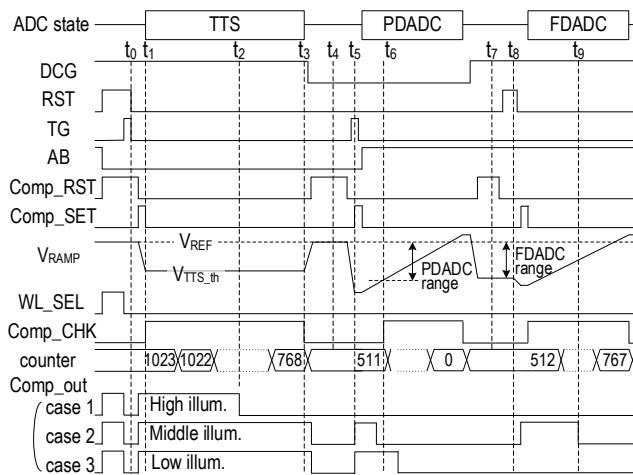 ADC state TTS PDADC FDADC
t0 t1 t2 t3 t4 t5 t6 t7 t8 t9
DCG
RST
TG
AB
Comp_RST
Comp_SET
VREF
VRAMP
VTTS_th
PDADC range
FDADC range
WL_SEL
Comp_CHK
counter 1023 1022 768 511 0 512 767
Comp_out
case 1 High illum.
case 2 Middle illum.
case 3 Low illum.